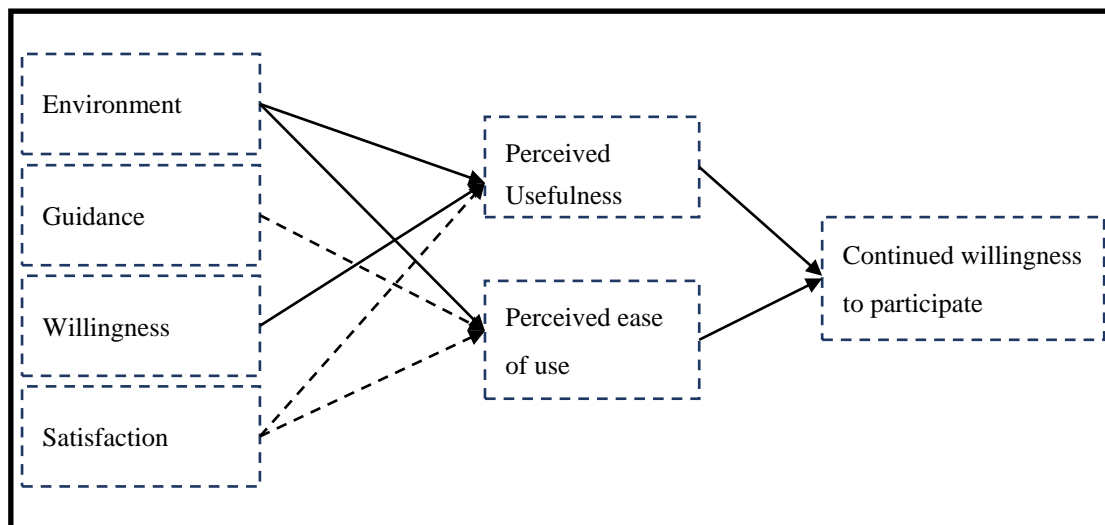 Environment
Guidance
Willingness
Satisfaction
Perceived
Usefulness
Perceived ease
of use
Continued willingness
to participate